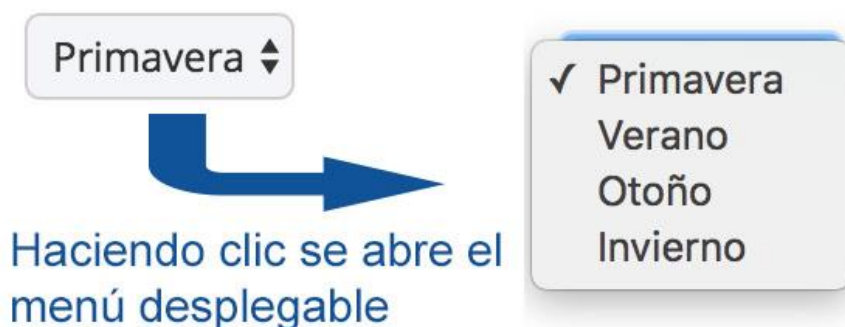 Primavera
Haciendo clic se abre el
menú desplegable
✓ Primavera
Verano
Otoño
Invierno